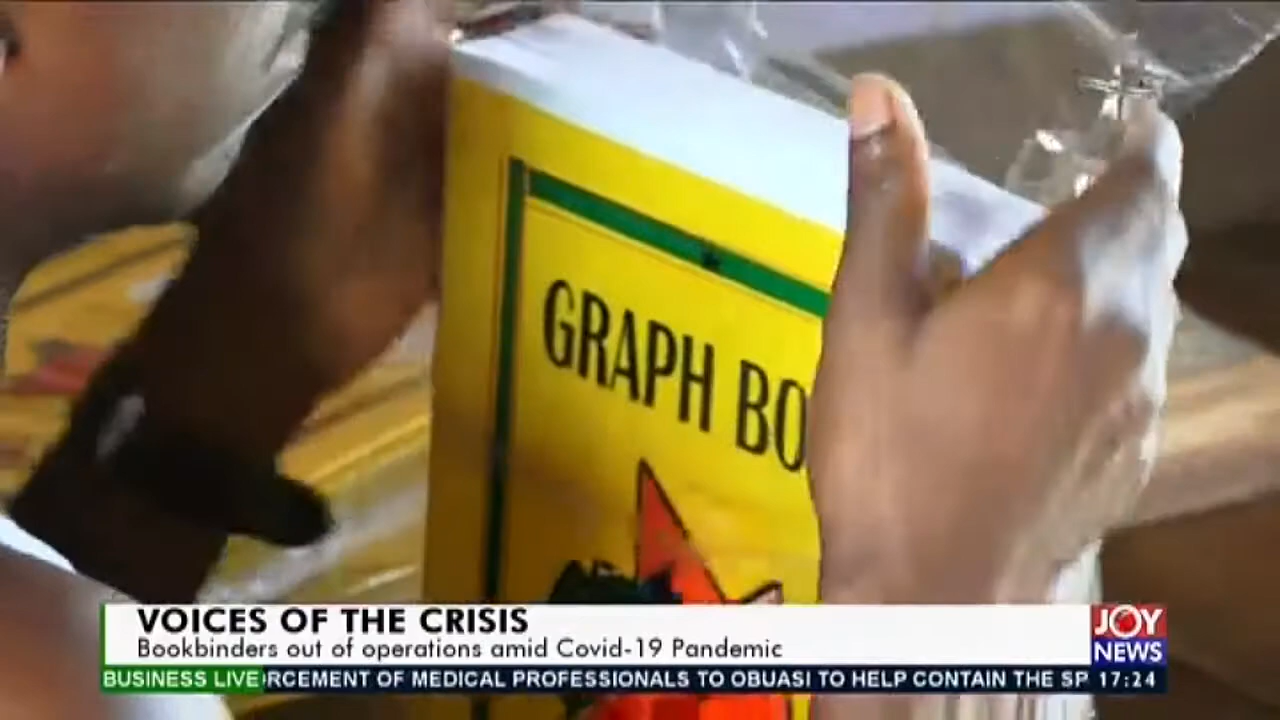 GRAPH BO
VOICES OF THE CRISIS
Bookbinders out of operations amid Covid-19 Pandemic
JOY
NEWS
BUSINESS LIVE
RCEMENT OF MEDICAL PROFESSIONALS TO OBUASI TO HELP CONTAIN THE SP
17:24